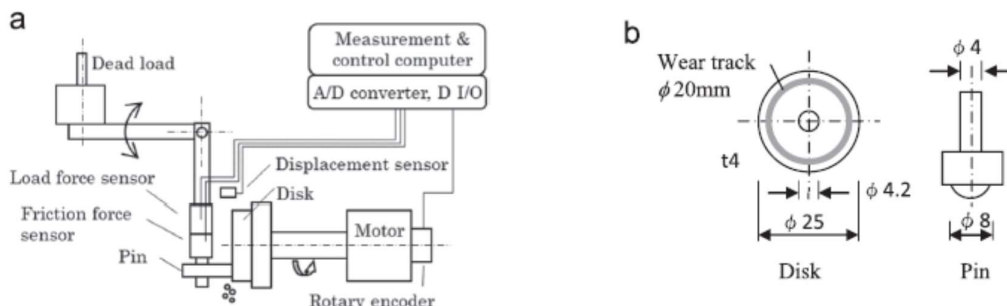 a
Dead load
Measurement &
control computer
A/D converter, D I/O
Displacement sensor
Load force sensor
Disk
Friction force
sensor
Motor
Pin
Rotary encoder
b
Wear track
ϕ20mm
t4
ϕ 4.2
ϕ 25
Disk
ϕ 4
ϕ 8
Pin